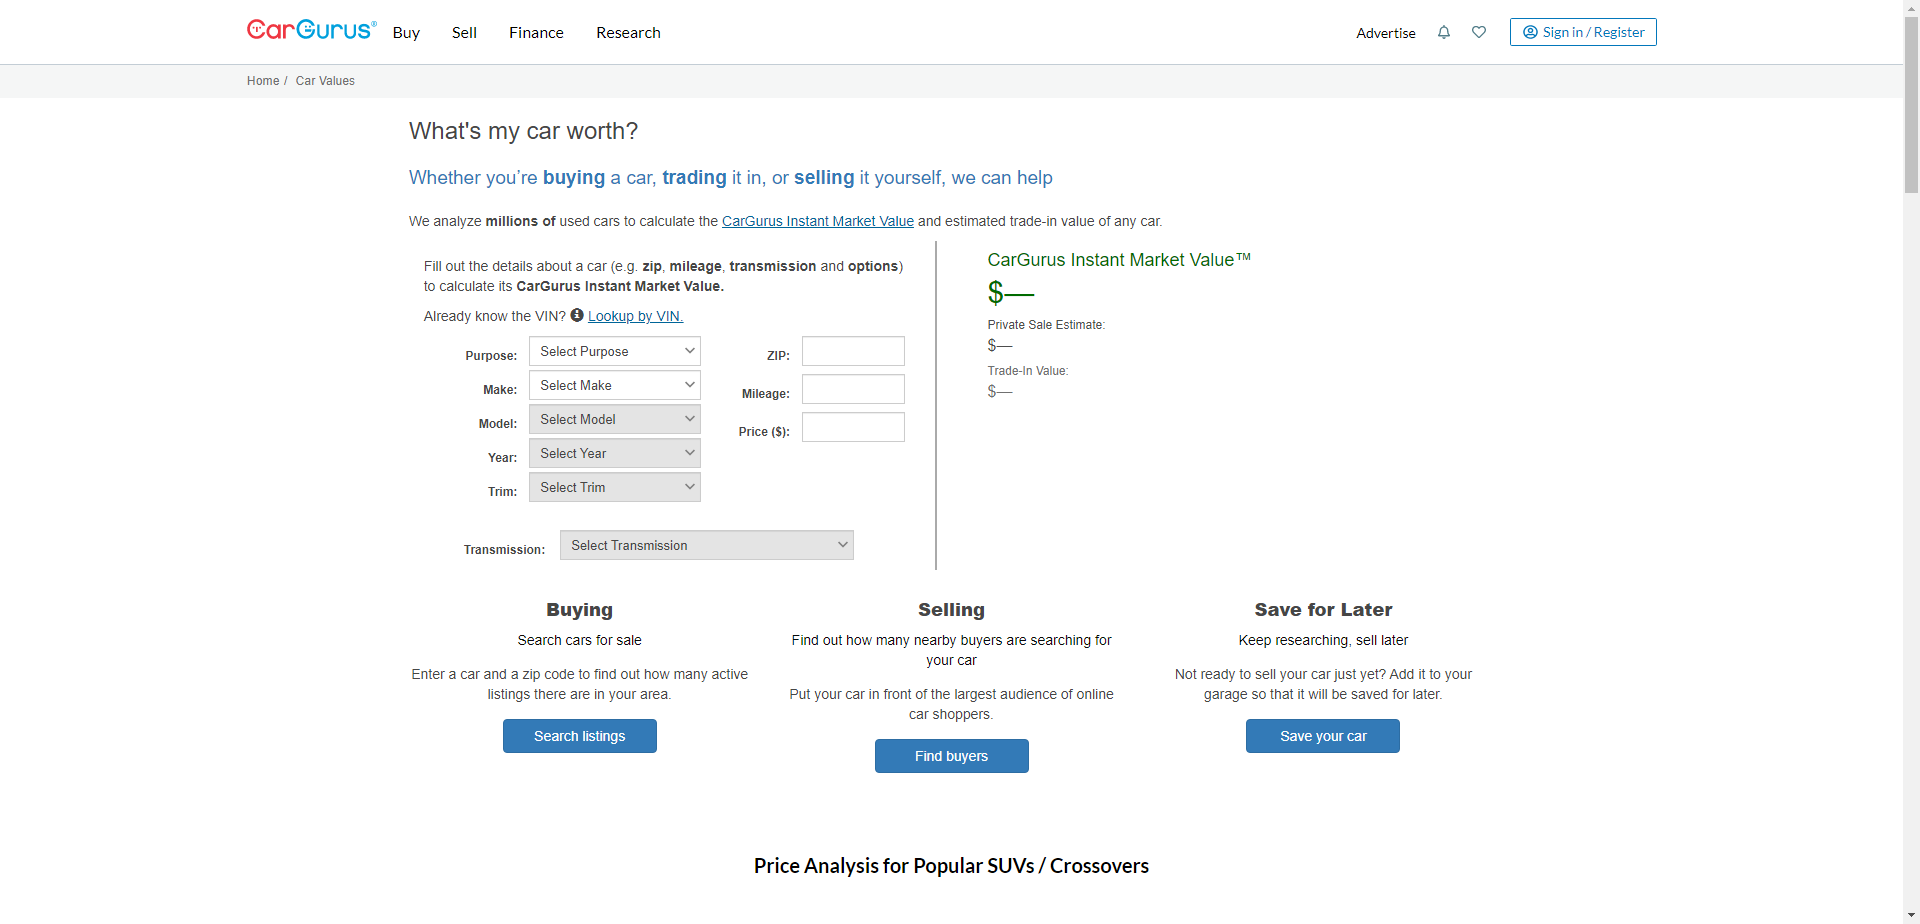 CarGurus® Buy Sell Finance Research Advertise Sign in / Register
Home / Car Values
What's my car worth?
Whether you're buying a car, trading it in, or selling it yourself, we can help
We analyze millions of used cars to calculate the CarGurus Instant Market Value and estimated trade-in value of any car.
Fill out the details about a car (e.g. zip, mileage, transmission and options)
to calculate its CarGurus Instant Market Value.
Already know the VIN? Lookup by VIN.
Purpose: Select Purpose
Make: Select Make
Model: Select Model
Year: Select Year
Trim: Select Trim
ZIP:
Mileage:
Price ($):
Transmission: Select Transmission
CarGurus Instant Market Value™
$—
Private Sale Estimate:
$—
Trade-In Value:
$—
Buying
Search cars for sale
Enter a car and a zip code to find out how many active
listings there are in your area.
Search listings
Selling
Find out how many nearby buyers are searching for
your car
Put your car in front of the largest audience of online
car shoppers.
Find buyers
Save for Later
Keep researching, sell later
Not ready to sell your car just yet? Add it to your
garage so that it will be saved for later.
Save your car
Price Analysis for Popular SUVs / Crossovers